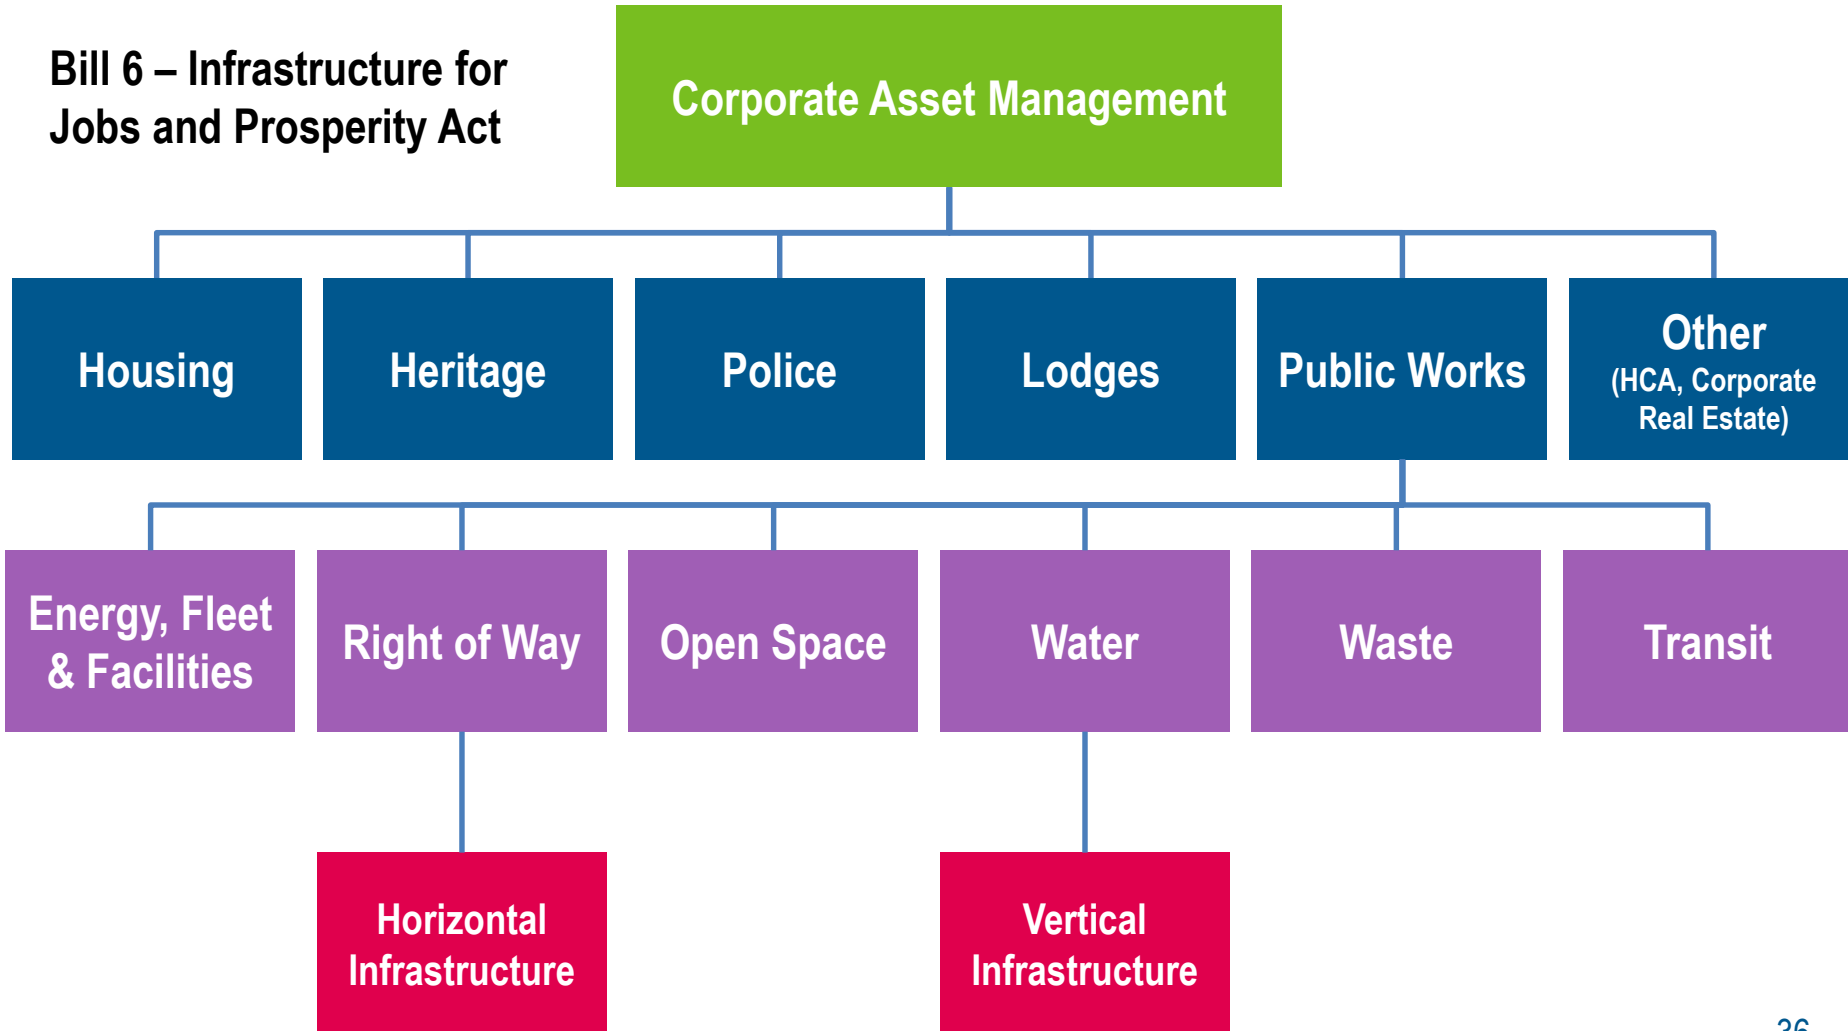 Bill 6 – Infrastructure for
Jobs and Prosperity Act
Corporate Asset Management
Housing
Heritage
Police
Lodges
Public Works
Other
(HCA, Corporate
Real Estate)
Energy, Fleet
& Facilities
Right of Way
Open Space
Water
Waste
Transit
Horizontal
Infrastructure
Vertical
Infrastructure
36